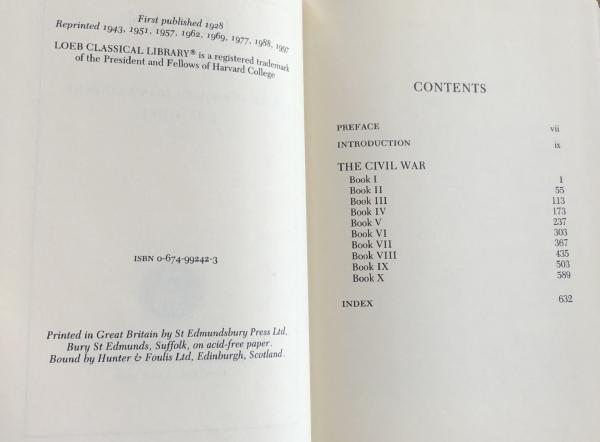 First published 1928
Reprinted 1943, 1951, 1957, 1962, 1969, 1977, 1988, 1997
LOEB CLASSICAL LIBRARY® is a registered trademark
of the President and Fellows of Harvard College
ISBN 0-674-99242-3
Printed in Great Britain by St Edmundsbury Press Ltd,
Bury St Edmunds, Suffolk, on acid-free paper.
Bound by Hunter & Foulis Ltd, Edinburgh, Scotland.
CONTENTS
PREFACE vii
INTRODUCTION ix
THE CIVIL WAR
Book I 1
Book II 55
Book III 113
Book IV 173
Book V 237
Book VI 303
Book VII 367
Book VIII 435
Book IX 503
Book X 589
INDEX 632